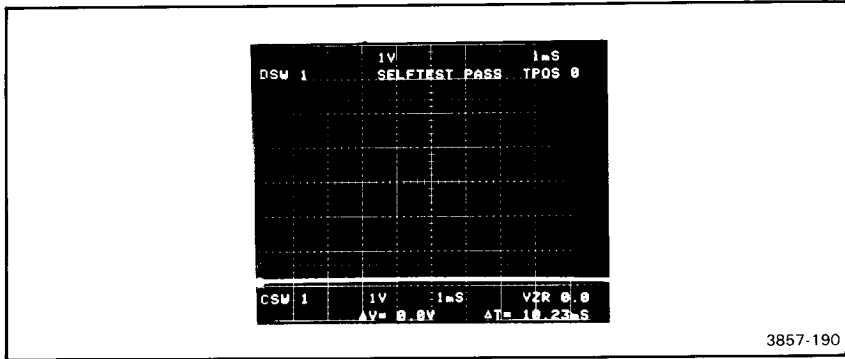 1V 1mS
DSW 1 SELFTEST PASS TPOS 0
CSW 1 1V 1mS VZR 0.0
ΔV= 0.0V ΔT= 10.23mS
3857-190